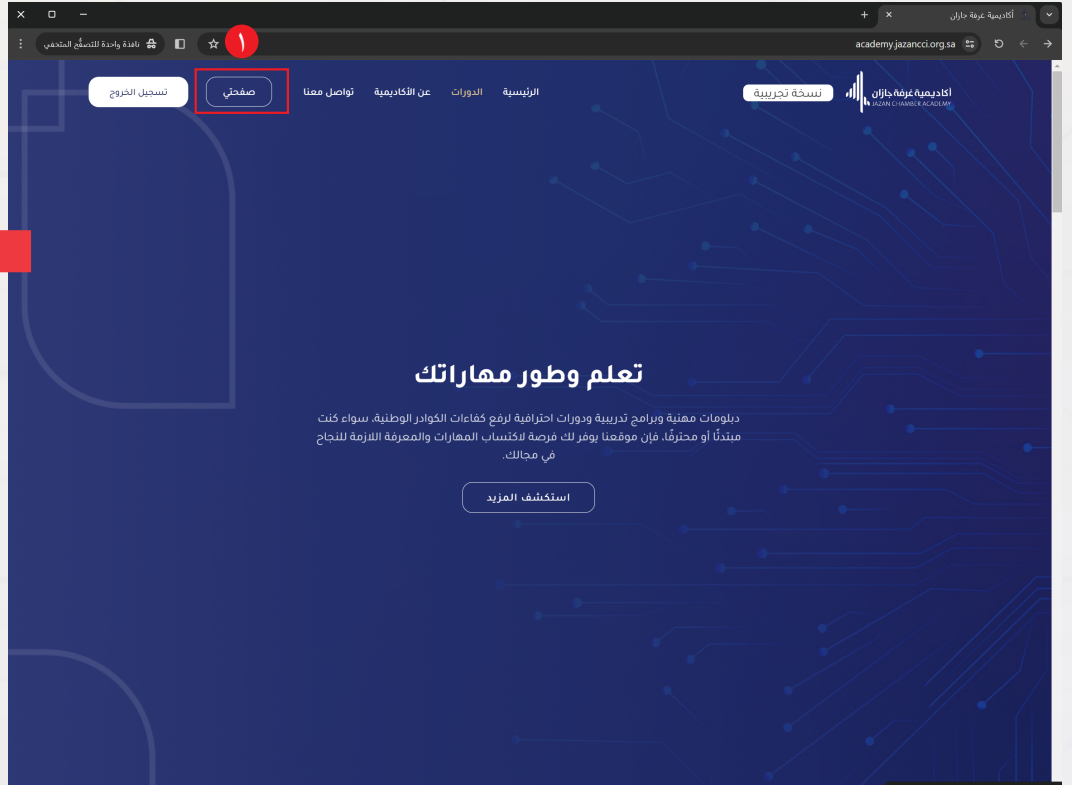 أكاديمية غرفة جازان
academy.jazancci.org.sa
نافذة واحدة للتصفُّح المتخفي
١
أكاديمية غرفة جازان
JAZAN CHAMBER ACADEMY
نسخة تجريبية
الرئيسية
الدورات
عن الأكاديمية
تواصل معنا
صفحتي
تسجيل الخروج
تعلم وطور مهاراتك
دبلومات مهنية وبرامج تدريبية ودورات احترافية لرفع كفاءات الكوادر الوطنية، سواء كنت
مبتدئًا أو محترفًا، فإن موقعنا يوفر لك فرصة لاكتساب المهارات والمعرفة اللازمة للنجاح
في مجالك.
استكشف المزيد